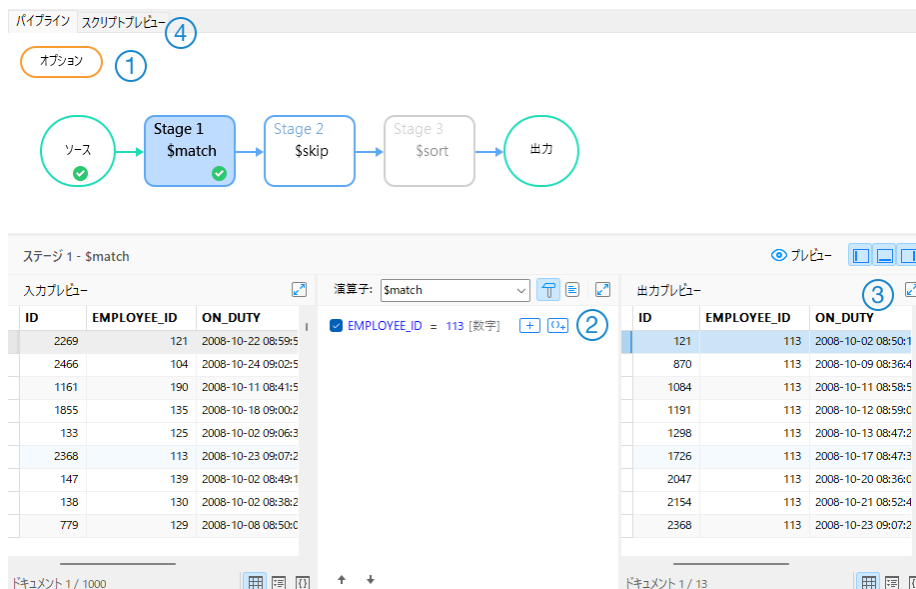 パイプライン スクリプトプレビュー 4
オプション 1
ソース
Stage 1
$match
Stage 2
$skip
Stage 3
$sort
出力
ステージ 1 - $match
プレビュー
入力プレビュー
ID EMPLOYEE_ID ON_DUTY
2269 121 2008-10-22 08:59:5
2466 104 2008-10-24 09:02:5
1161 190 2008-10-11 08:41:5
1855 135 2008-10-18 09:00:2
133 125 2008-10-02 09:06:3
2368 113 2008-10-23 09:07:2
147 139 2008-10-02 08:49:1
138 130 2008-10-02 08:38:2
779 129 2008-10-08 08:50:0
ドキュメント 1 / 1000
演算子: $match
EMPLOYEE_ID = 113 [数字] 2
出力プレビュー 3
ID EMPLOYEE_ID ON_DUTY
121 113 2008-10-02 08:50:1
870 113 2008-10-09 08:36:4
1084 113 2008-10-11 08:58:5
1191 113 2008-10-12 08:59:0
1298 113 2008-10-13 08:47:2
1726 113 2008-10-17 08:47:3
2047 113 2008-10-20 08:36:0
2154 113 2008-10-21 08:52:4
2368 113 2008-10-23 09:07:2
ドキュメント 1 / 13